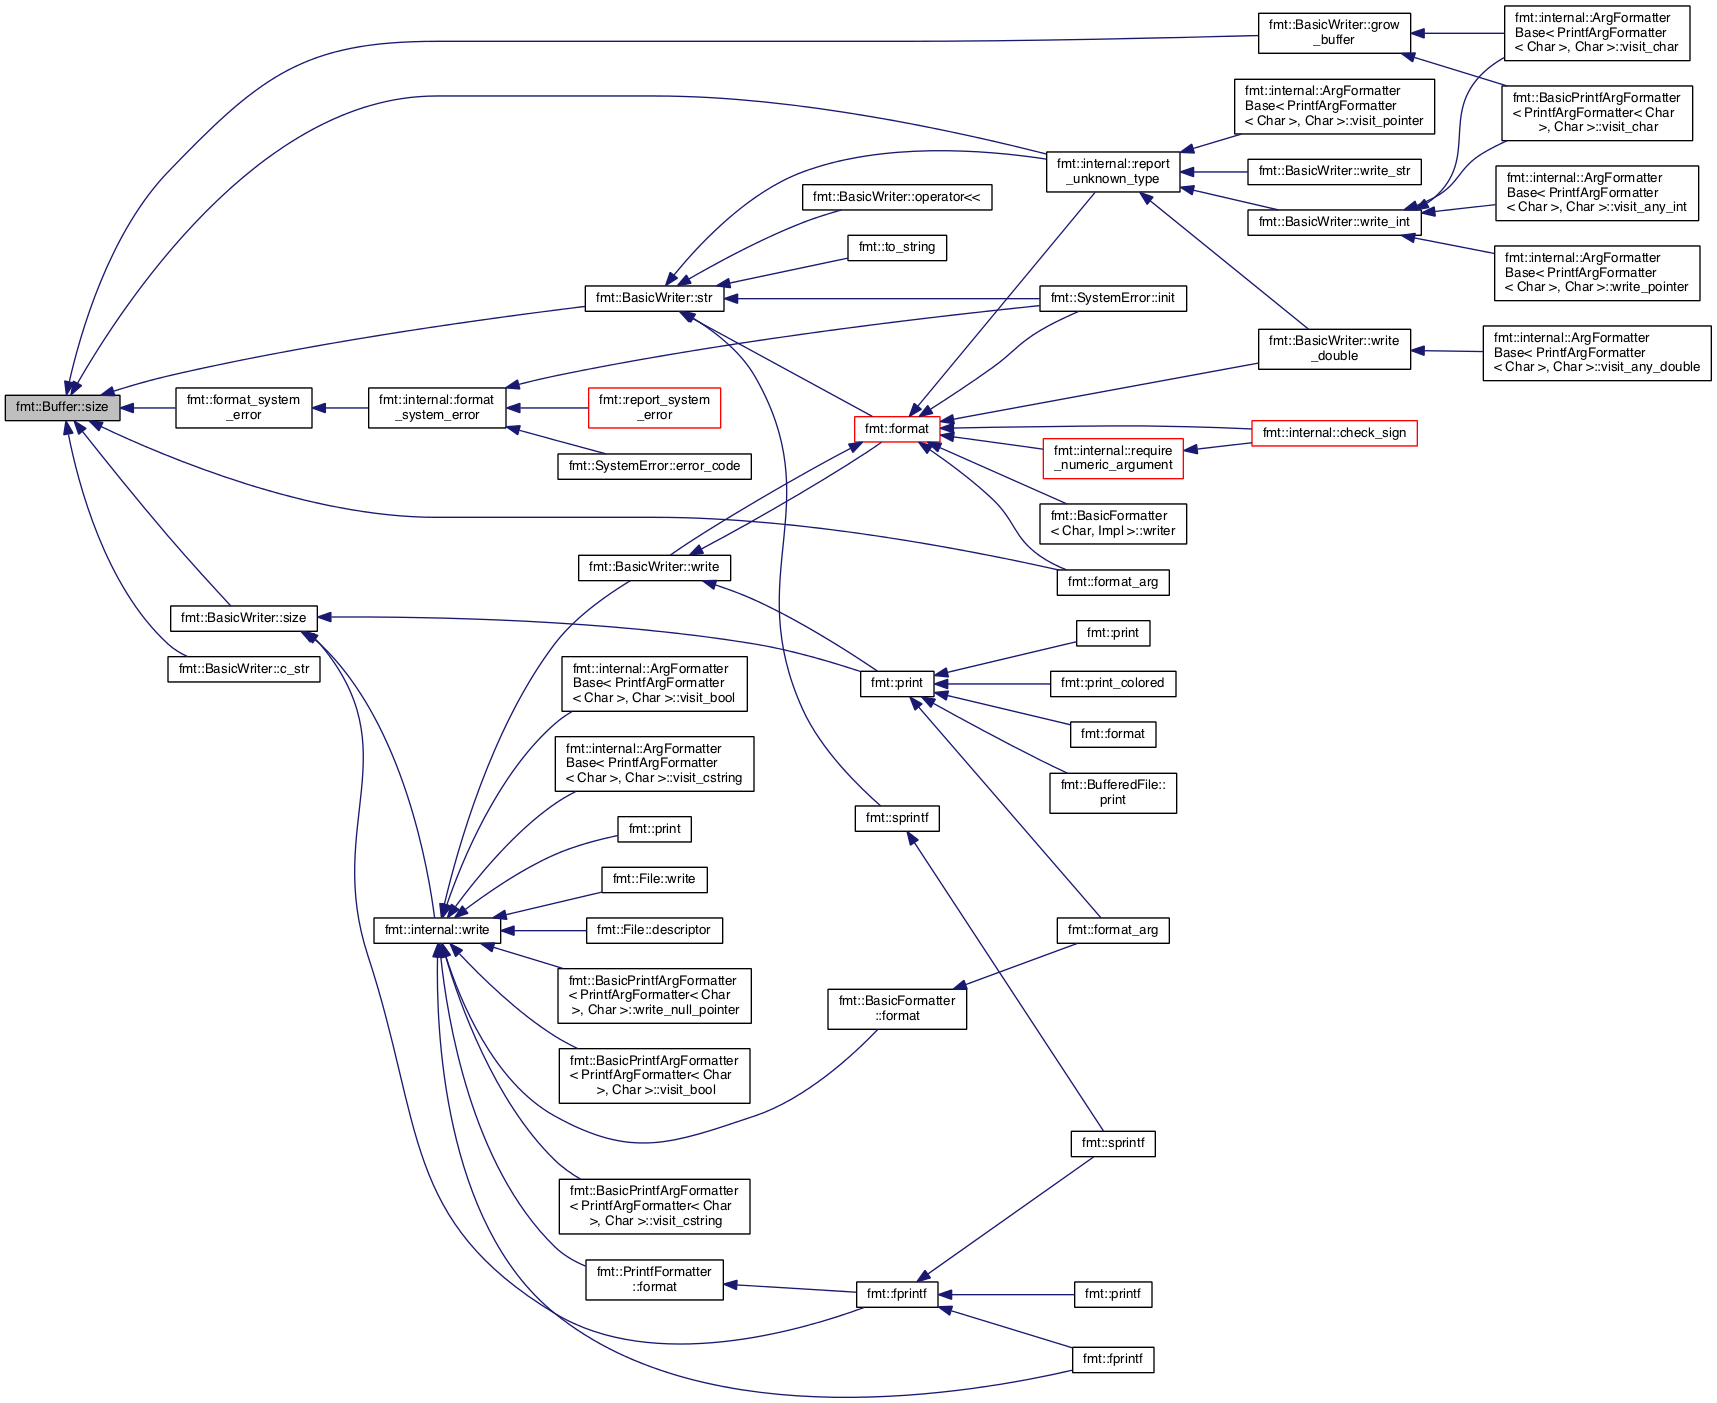 fmt::Buffer::size
fmt::BasicWriter::grow
_buffer
fmt::internal::ArgFormatter
Base< PrintfArgFormatter
< Char >, Char >::visit_char
fmt::BasicPrintfArgFormatter
< PrintfArgFormatter< Char
>, Char >::visit_char
fmt::internal::report
_unknown_type
fmt::internal::ArgFormatter
Base< PrintfArgFormatter
< Char >, Char >::visit_pointer
fmt::BasicWriter::write_str
fmt::BasicWriter::write_int
fmt::internal::ArgFormatter
Base< PrintfArgFormatter
< Char >, Char >::visit_any_int
fmt::internal::ArgFormatter
Base< PrintfArgFormatter
< Char >, Char >::write_pointer
fmt::BasicWriter::write
_double
fmt::internal::ArgFormatter
Base< PrintfArgFormatter
< Char >, Char >::visit_any_double
fmt::BasicWriter::str
fmt::BasicWriter::operator<<
fmt::to_string
fmt::SystemError::init
fmt::format_system
_error
fmt::internal::format
_system_error
fmt::report_system
_error
fmt::SystemError::error_code
fmt::format
fmt::internal::check_sign
fmt::internal::require
_numeric_argument
fmt::BasicFormatter
< Char, Impl >::writer
fmt::format_arg
fmt::BasicWriter::write
fmt::BasicWriter::size
fmt::BasicWriter::c_str
fmt::print
fmt::print
fmt::print_colored
fmt::format
fmt::BufferedFile::
print
fmt::internal::ArgFormatter
Base< PrintfArgFormatter
< Char >, Char >::visit_bool
fmt::internal::ArgFormatter
Base< PrintfArgFormatter
< Char >, Char >::visit_cstring
fmt::print
fmt::sprintf
fmt::File::write
fmt::internal::write
fmt::File::descriptor
fmt::format_arg
fmt::BasicPrintfArgFormatter
< PrintfArgFormatter< Char
>, Char >::write_null_pointer
fmt::BasicFormatter
::format
fmt::BasicPrintfArgFormatter
< PrintfArgFormatter< Char
>, Char >::visit_bool
fmt::sprintf
fmt::BasicPrintfArgFormatter
< PrintfArgFormatter< Char
>, Char >::visit_cstring
fmt::PrintfFormatter
::format
fmt::fprintf
fmt::printf
fmt::fprintf